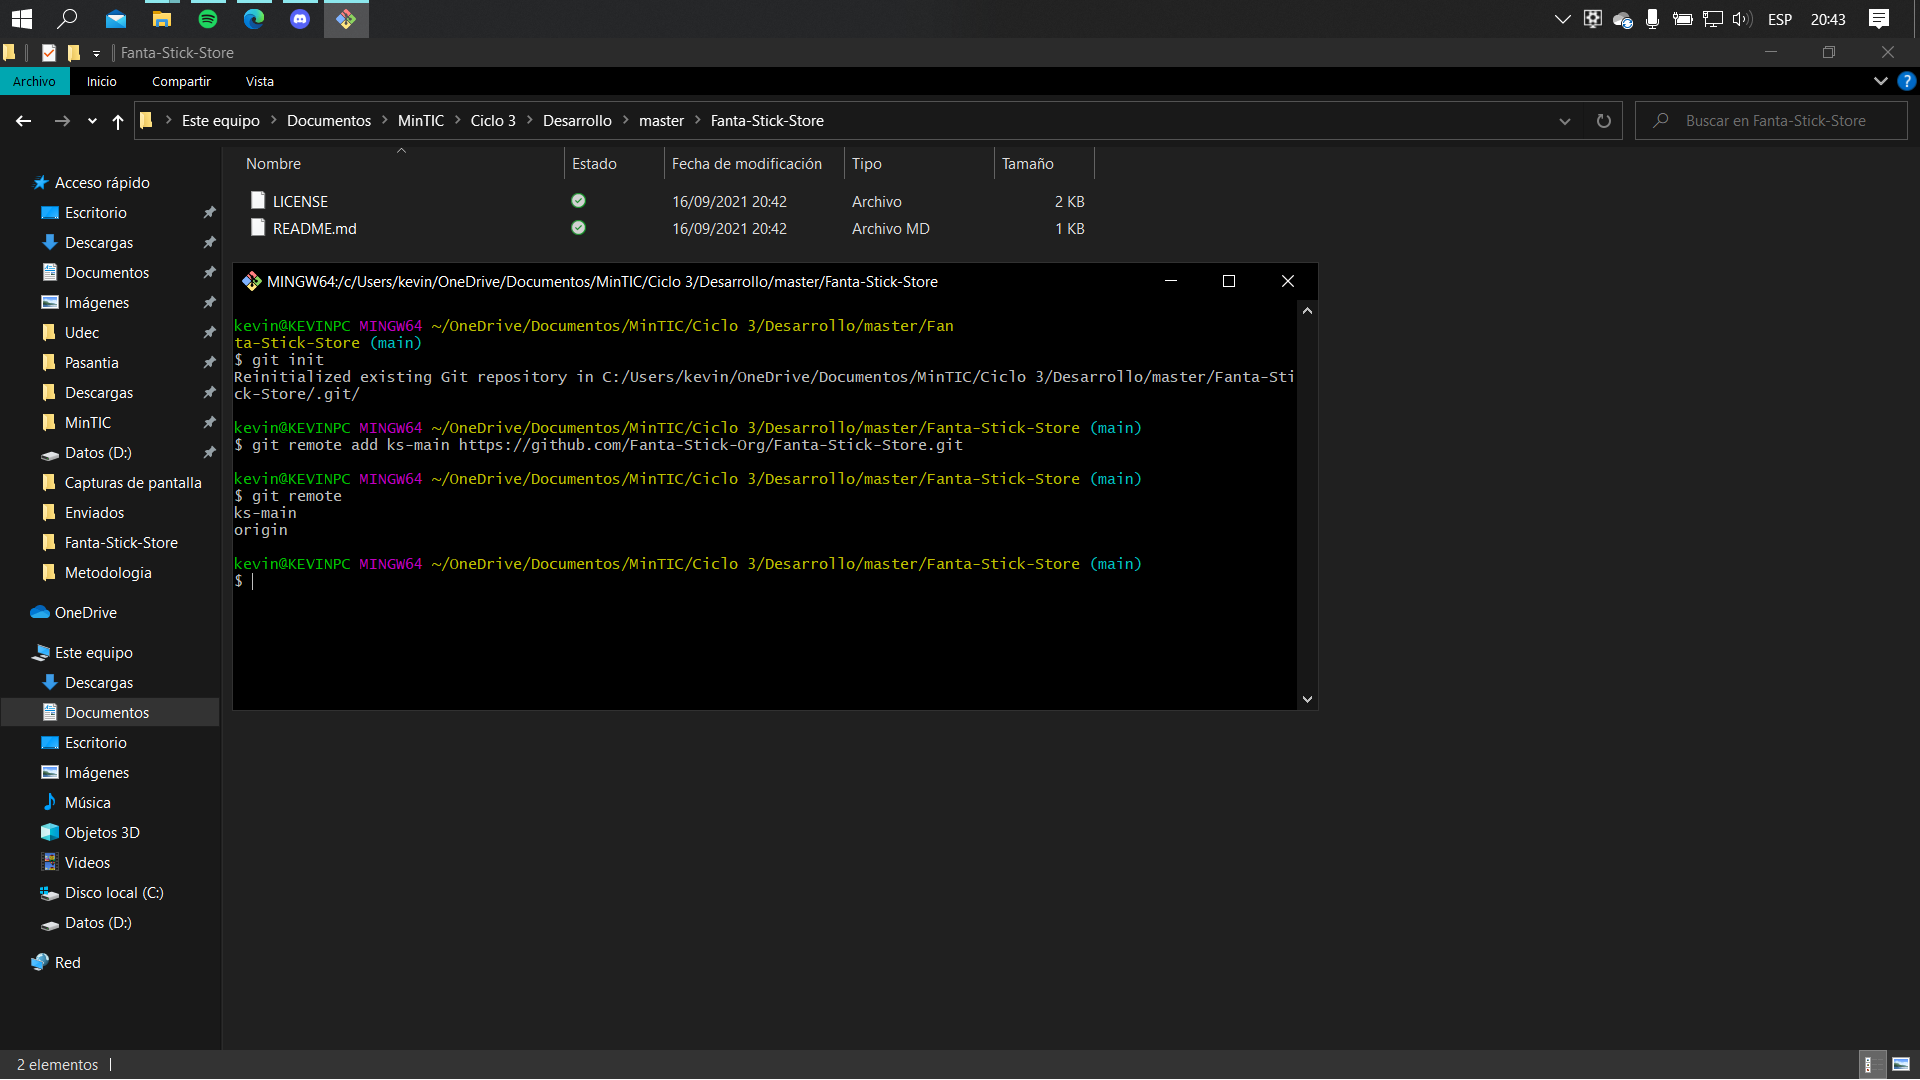 ESP
20:43
Fanta-Stick-Store
Archivo Inicio Compartir Vista
Este equipo Documentos MinTIC Ciclo 3 Desarrollo master Fanta-Stick-Store
Buscar en Fanta-Stick-Store
Nombre Estado Fecha de modificación Tipo Tamaño
LICENSE 16/09/2021 20:42 Archivo 2 KB
README.md 16/09/2021 20:42 Archivo MD 1 KB
Acceso rápido
Escritorio
Descargas
Documentos
Imágenes
Udec
Pasantia
Descargas
MinTIC
Datos (D:)
Capturas de pantalla
Enviados
Fanta-Stick-Store
Metodologia
OneDrive
Este equipo
Descargas
Documentos
Escritorio
Imágenes
Música
Objetos 3D
Videos
Disco local (C:)
Datos (D:)
Red
MINGW64:/c/Users/kevin/OneDrive/Documentos/MinTIC/Ciclo 3/Desarrollo/master/Fanta-Stick-Store
kevin@KEVINPC MINGW64 ~/OneDrive/Documentos/MinTIC/Ciclo 3/Desarrollo/master/Fan
ta-Stick-Store (main)
$ git init
Reinitialized existing Git repository in C:/Users/kevin/OneDrive/Documentos/MinTIC/Ciclo 3/Desarrollo/master/Fanta-Sti
ck-Store/.git/
kevin@KEVINPC MINGW64 ~/OneDrive/Documentos/MinTIC/Ciclo 3/Desarrollo/master/Fanta-Stick-Store (main)
$ git remote add ks-main https://github.com/Fanta-Stick-Org/Fanta-Stick-Store.git
kevin@KEVINPC MINGW64 ~/OneDrive/Documentos/MinTIC/Ciclo 3/Desarrollo/master/Fanta-Stick-Store (main)
$ git remote
ks-main
origin
kevin@KEVINPC MINGW64 ~/OneDrive/Documentos/MinTIC/Ciclo 3/Desarrollo/master/Fanta-Stick-Store (main)
$
2 elementos